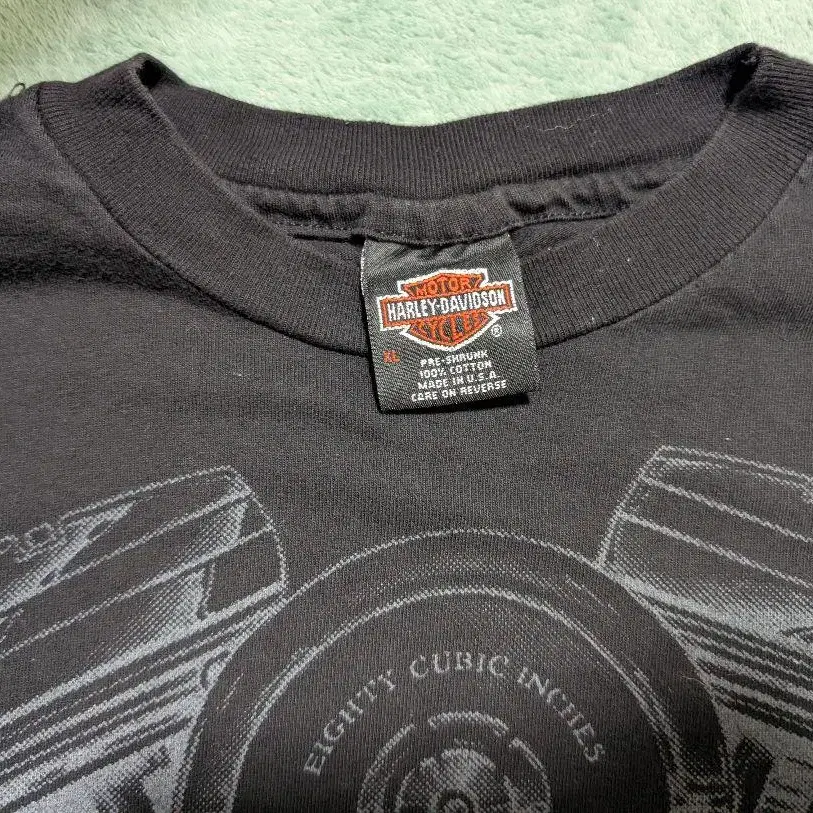 MOTOR
HARLEY-DAVIDSON
CYCLES
®
XL
PRE-SHRUNK
100% COTTON
MADE IN U.S.A.
CARE ON REVERSE
EIGHTY CUBIC INCHES